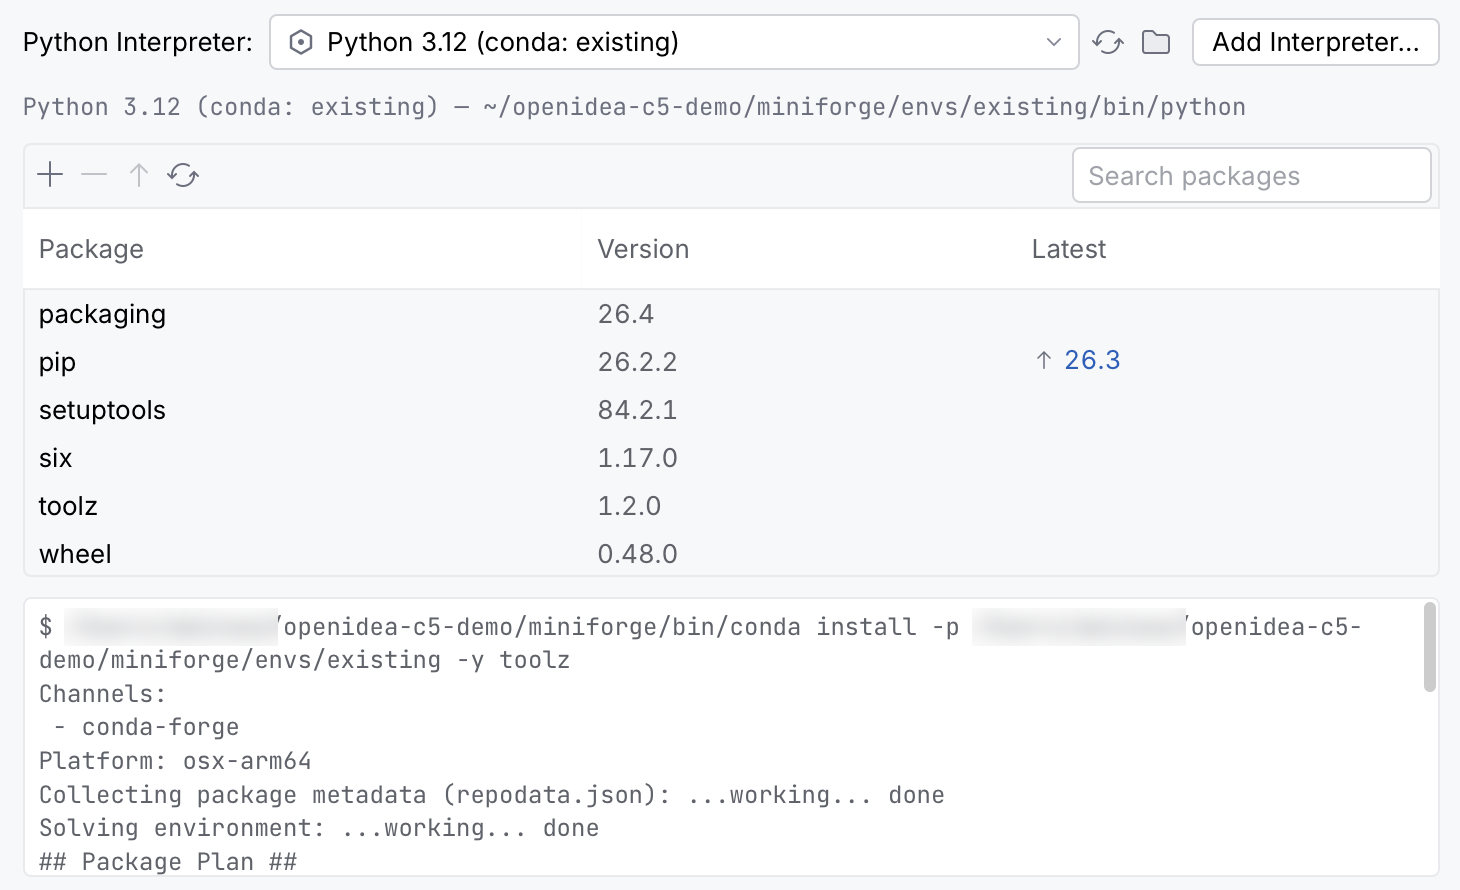 Python Interpreter: Python 3.12 (conda: existing) Add Interpreter...
Python 3.12 (conda: existing) — ~/openidea-c5-demo/miniforge/envs/existing/bin/python
Search packages
Package Version Latest
packaging 26.4
pip 26.2.2 ↑ 26.3
setuptools 84.2.1
six 1.17.0
toolz 1.2.0
wheel 0.48.0
$ /openidea-c5-demo/miniforge/bin/conda install -p /openidea-c5-
demo/miniforge/envs/existing -y toolz
Channels:
- conda-forge
Platform: osx-arm64
Collecting package metadata (repodata.json): ...working... done
Solving environment: ...working... done
## Package Plan ##